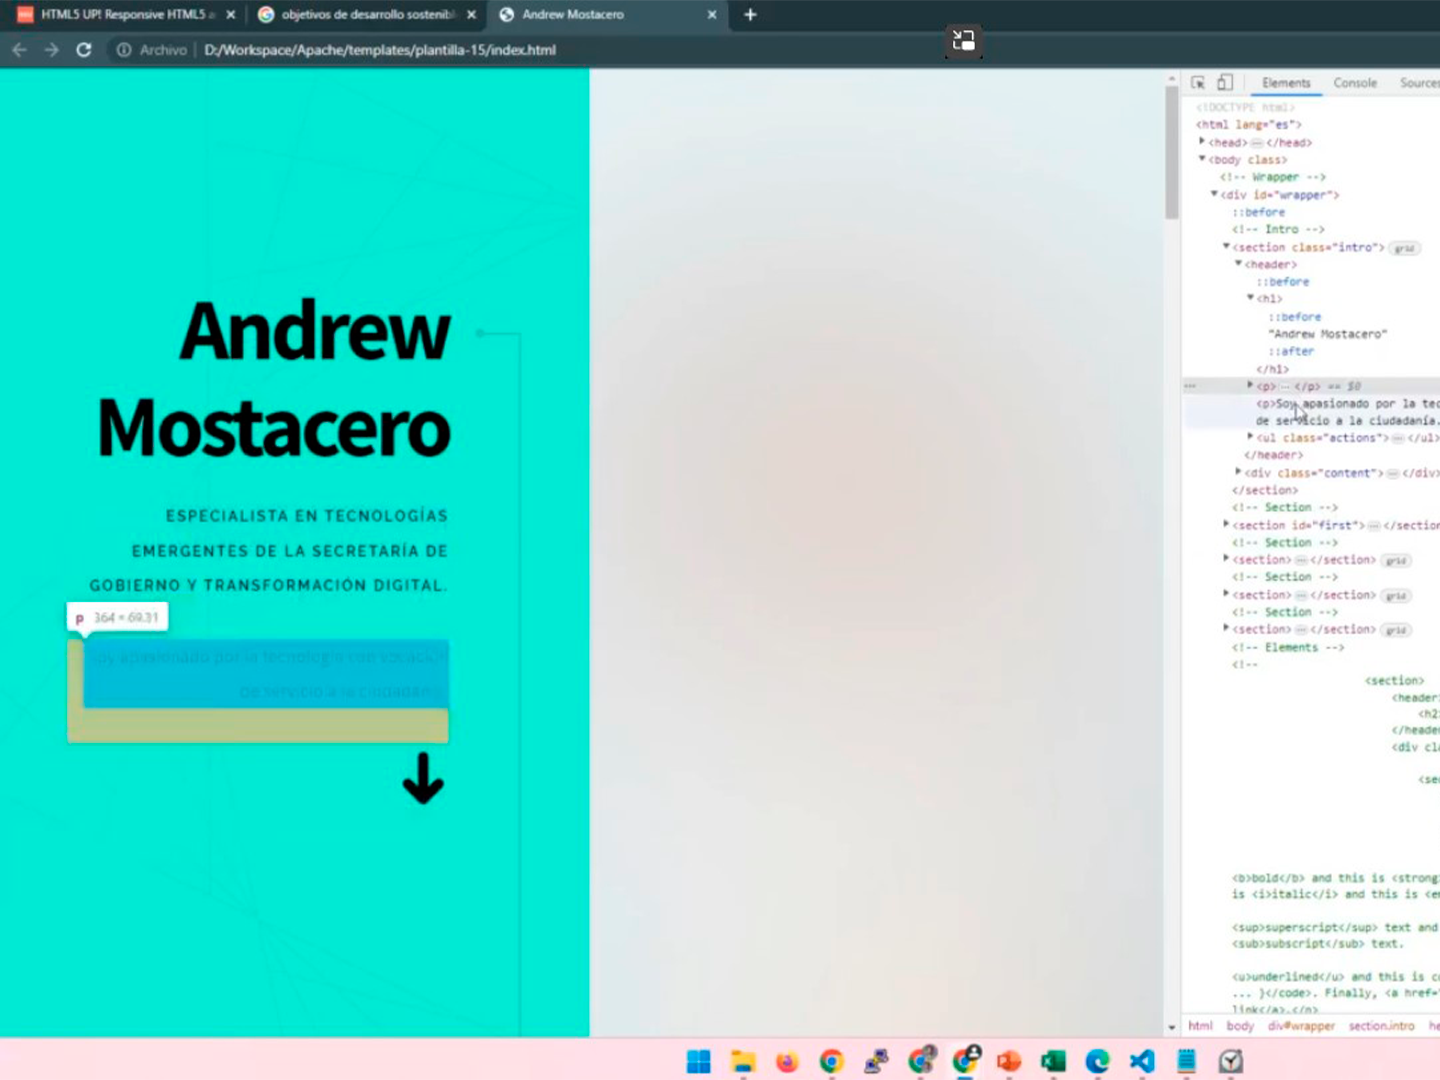 HTML5 UP! Responsive HTML5 a
objetivos de desarrollo sostenibl
Andrew Mostacero
Archivo
D:/Workspace/Apache/templates/plantilla-15/index.html
Andrew
Mostacero
ESPECIALISTA EN TECNOLOGÍAS
EMERGENTES DE LA SECRETARÍA DE
GOBIERNO Y TRANSFORMACIÓN DIGITAL.
p 364 × 69.31
Soy apasionado por la tecnología con vocación
de servicio a la ciudadanía.
Elements Console Sources
<!DOCTYPE html>
<html lang="es">
<head>⋯</head>
<body class>
<!-- Wrapper -->
<div id="wrapper">
::before
<!-- Intro -->
<section class="intro"> grid
<header>
::before
<h1>
::before
"Andrew Mostacero"
::after
</h1>
<p>⋯</p> == $0
<p>Soy apasionado por la tec
de servicio a la ciudadanía.
<ul class="actions">⋯</ul>
</header>
<div class="content">⋯</div>
</section>
<!-- Section -->
<section id="first">⋯</section
<!-- Section -->
<section>⋯</section> grid
<!-- Section -->
<section>⋯</section> grid
<!-- Section -->
<section>⋯</section> grid
<!-- Elements -->
<!--
<section>
<header
<h2
</heade
<div cl
<se
<b>bold</b> and this is <strong
is <i>italic</i> and this is <e
<sup>superscript</sup> text and
<sub>subscript</sub> text.
<u>underlined</u> and this is c
... }</code>. Finally, <a href="
link</a>.</p>
html body div#wrapper section.intro he